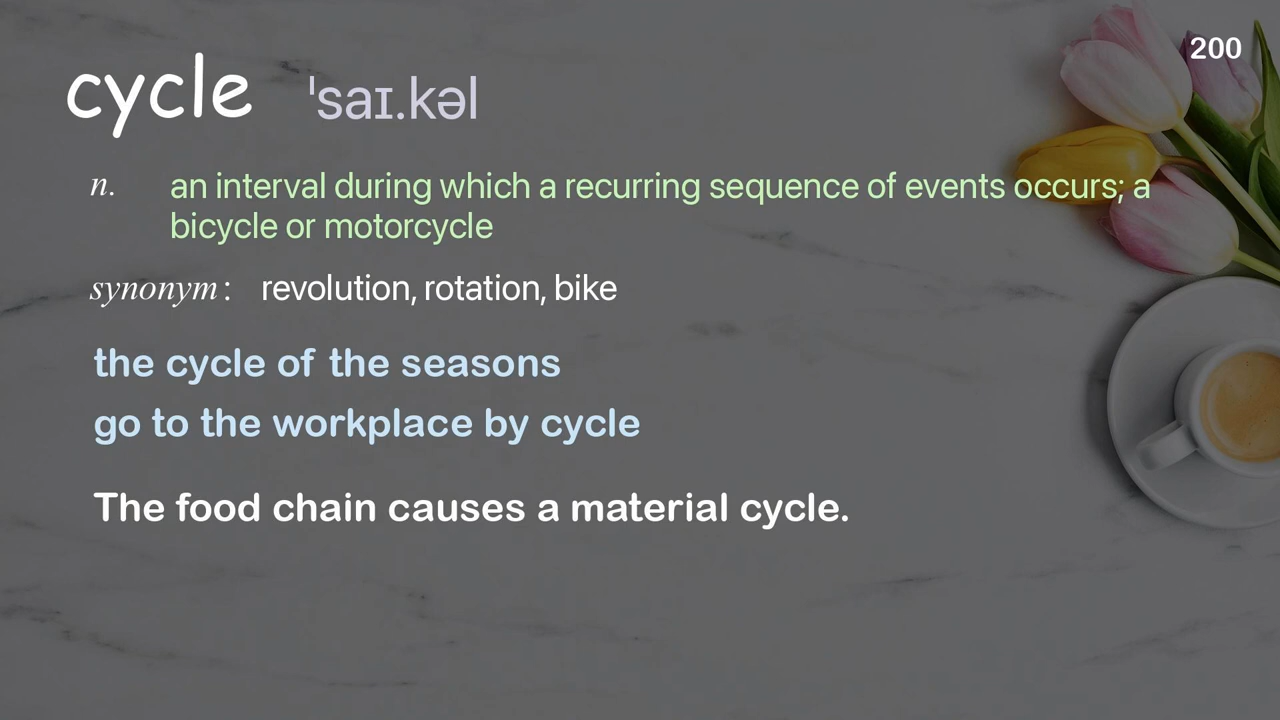 200
cycle ˈsaɪ.kəl
n. an interval during which a recurring sequence of events occurs; a
bicycle or motorcycle
synonym : revolution, rotation, bike
the cycle of the seasons
go to the workplace by cycle
The food chain causes a material cycle.